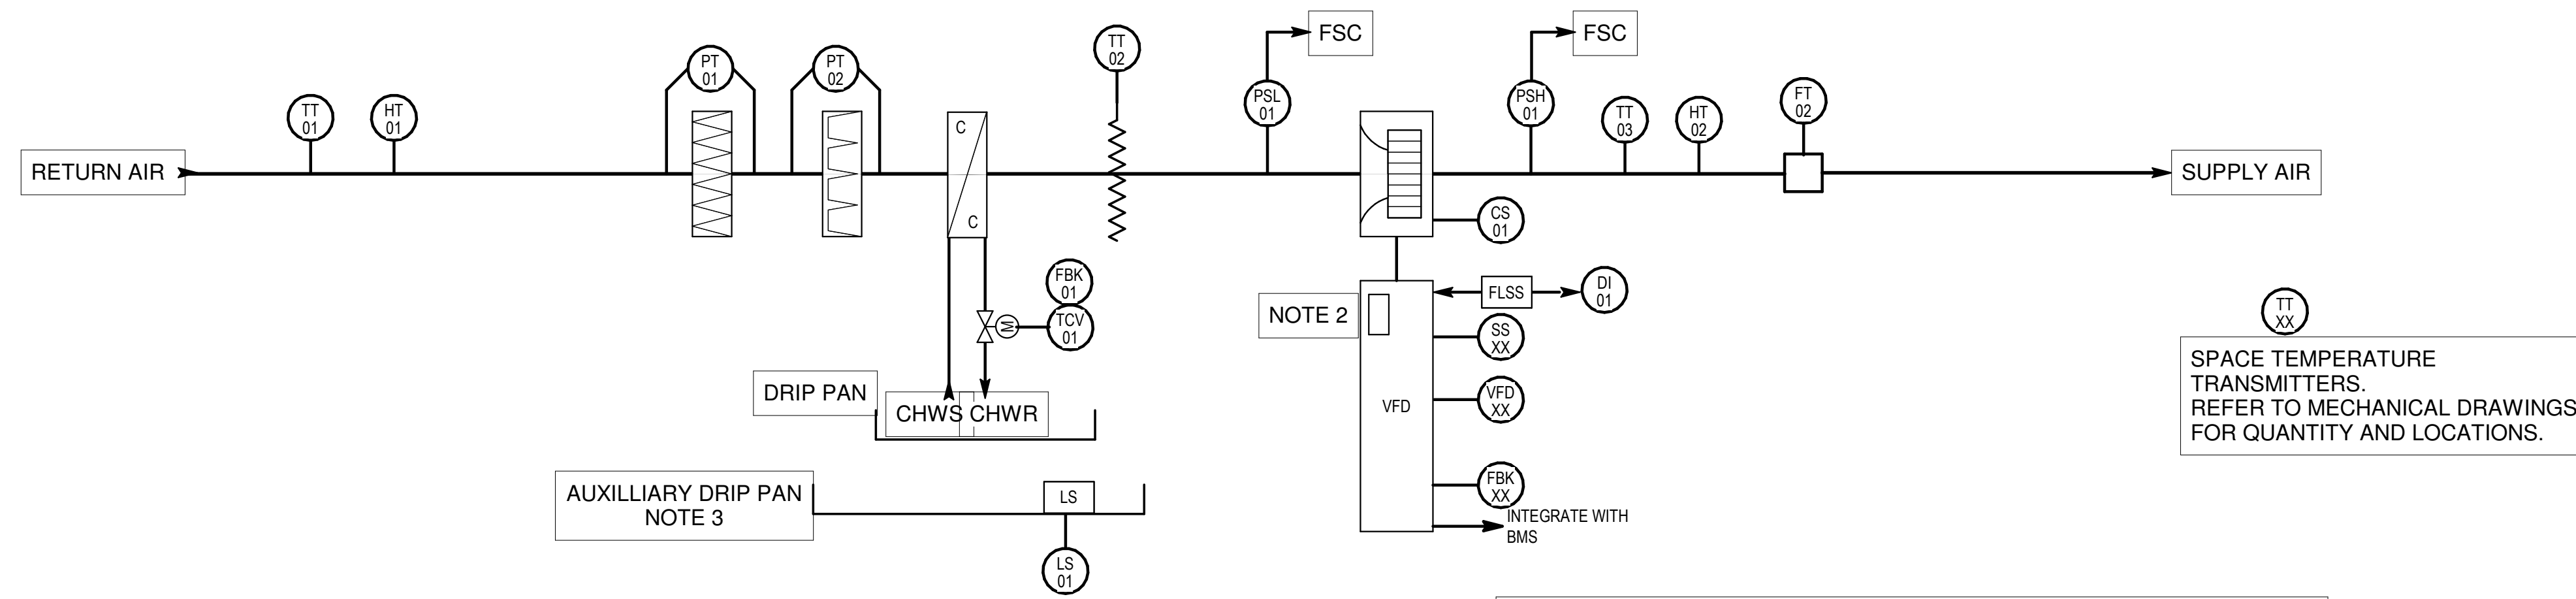 TT
02
FSC
FSC
PT
01
PT
02
TT
01
HT
01
PSL
01
PSH
01
TT
03
HT
02
FT
02
RETURN AIR
C
C
SUPPLY AIR
CS
01
FBK
01
TCV
01
M
NOTE 2
FLSS
DI
01
SS
XX
VFD
VFD
XX
FBK
XX
INTEGRATE WITH
BMS
TT
XX
SPACE TEMPERATURE
TRANSMITTERS.
REFER TO MECHANICAL DRAWINGS
FOR QUANTITY AND LOCATIONS.
DRIP PAN
CHWS
CHWR
AUXILLIARY DRIP PAN
NOTE 3
LS
LS
01